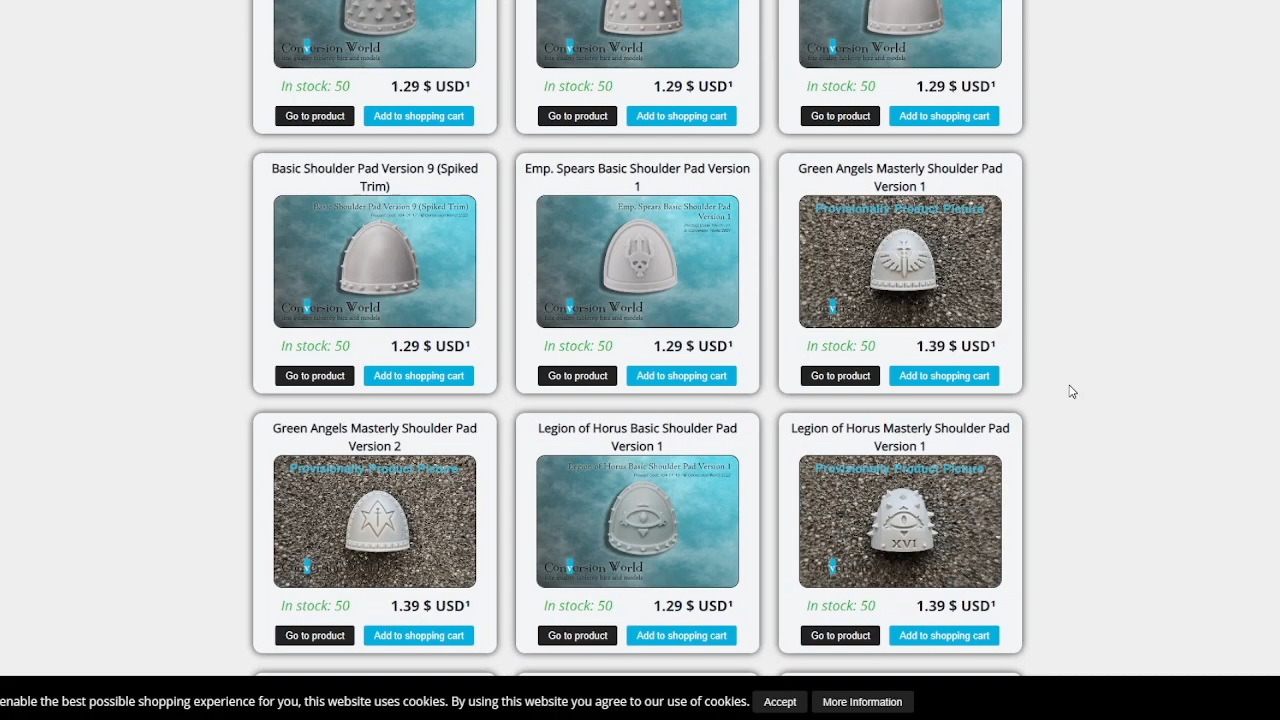 Conversion World
Conversion World
Conversion World
In stock: 50 1.29 $ USD¹
In stock: 50 1.29 $ USD¹
In stock: 50 1.29 $ USD¹
Go to product Add to shopping cart
Go to product Add to shopping cart
Go to product Add to shopping cart
Basic Shoulder Pad Version 9 (Spiked
Trim)
Basic Shoulder Pad Version 9 (Spiked Trim)
Conversion World
In stock: 50 1.29 $ USD¹
Go to product Add to shopping cart
Emp. Spears Basic Shoulder Pad Version
1
Emp. Spears Basic Shoulder Pad
Version 1
Conversion World
In stock: 50 1.29 $ USD¹
Go to product Add to shopping cart
Green Angels Masterly Shoulder Pad
Version 1
Provisionally Product Picture
In stock: 50 1.39 $ USD¹
Go to product Add to shopping cart
Green Angels Masterly Shoulder Pad
Version 2
Provisionally Product Picture
In stock: 50 1.39 $ USD¹
Go to product Add to shopping cart
Legion of Horus Basic Shoulder Pad
Version 1
Legion of Horus Basic Shoulder Pad Version 1
Conversion World
In stock: 50 1.29 $ USD¹
Go to product Add to shopping cart
Legion of Horus Masterly Shoulder Pad
Version 1
Provisionally Product Picture
XVI
In stock: 50 1.39 $ USD¹
Go to product Add to shopping cart
enable the best possible shopping experience for you, this website uses cookies. By using this website you agree to our use of cookies. Accept More Information